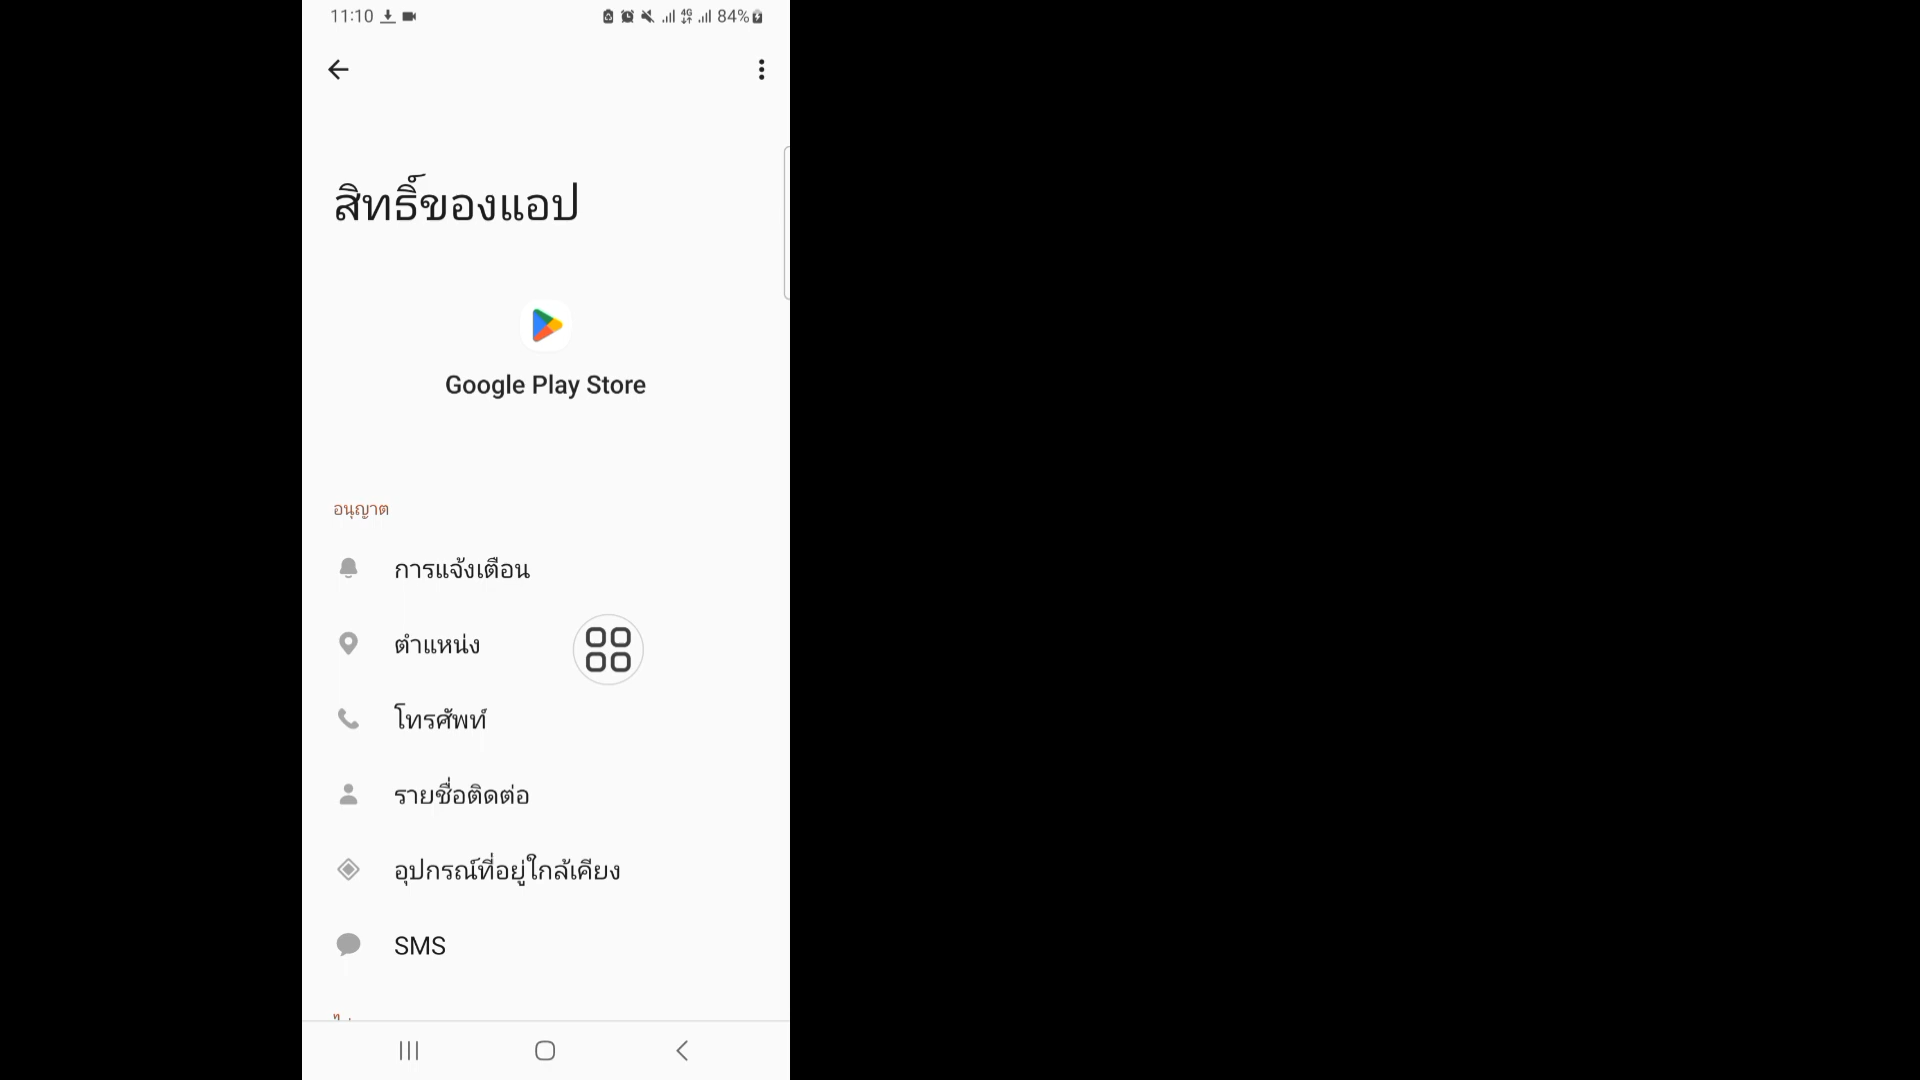 11:10
4G
84%
สิทธิ์ของแอป
Google Play Store
อนุญาต
การแจ้งเตือน
ตำแหน่ง
โทรศัพท์
รายชื่อติดต่อ
อุปกรณ์ที่อยู่ใกล้เคียง
SMS